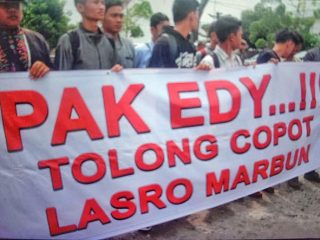 PAK EDY...!!
TOLONG COPOT
LASRO MARBUN